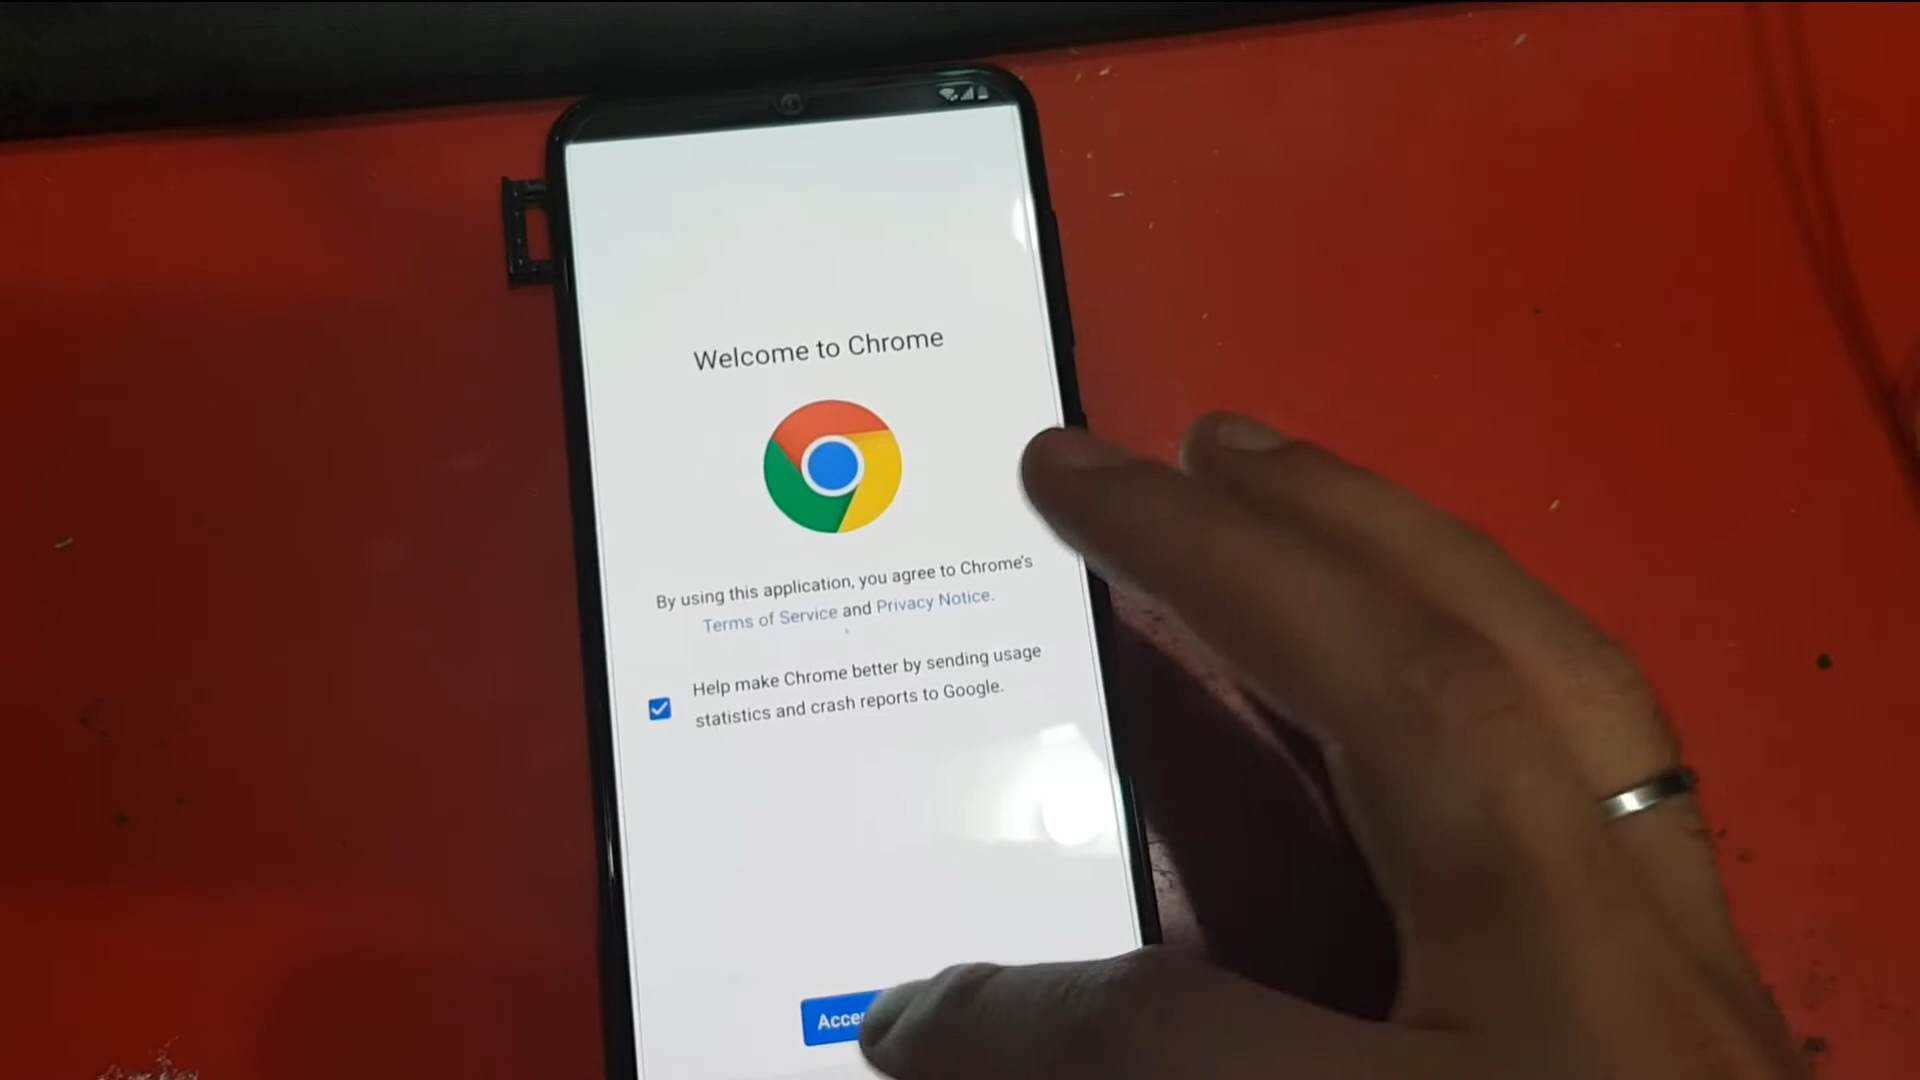 Welcome to Chrome
By using this application, you agree to Chrome's
Terms of Service and Privacy Notice.
Help make Chrome better by sending usage
statistics and crash reports to Google.